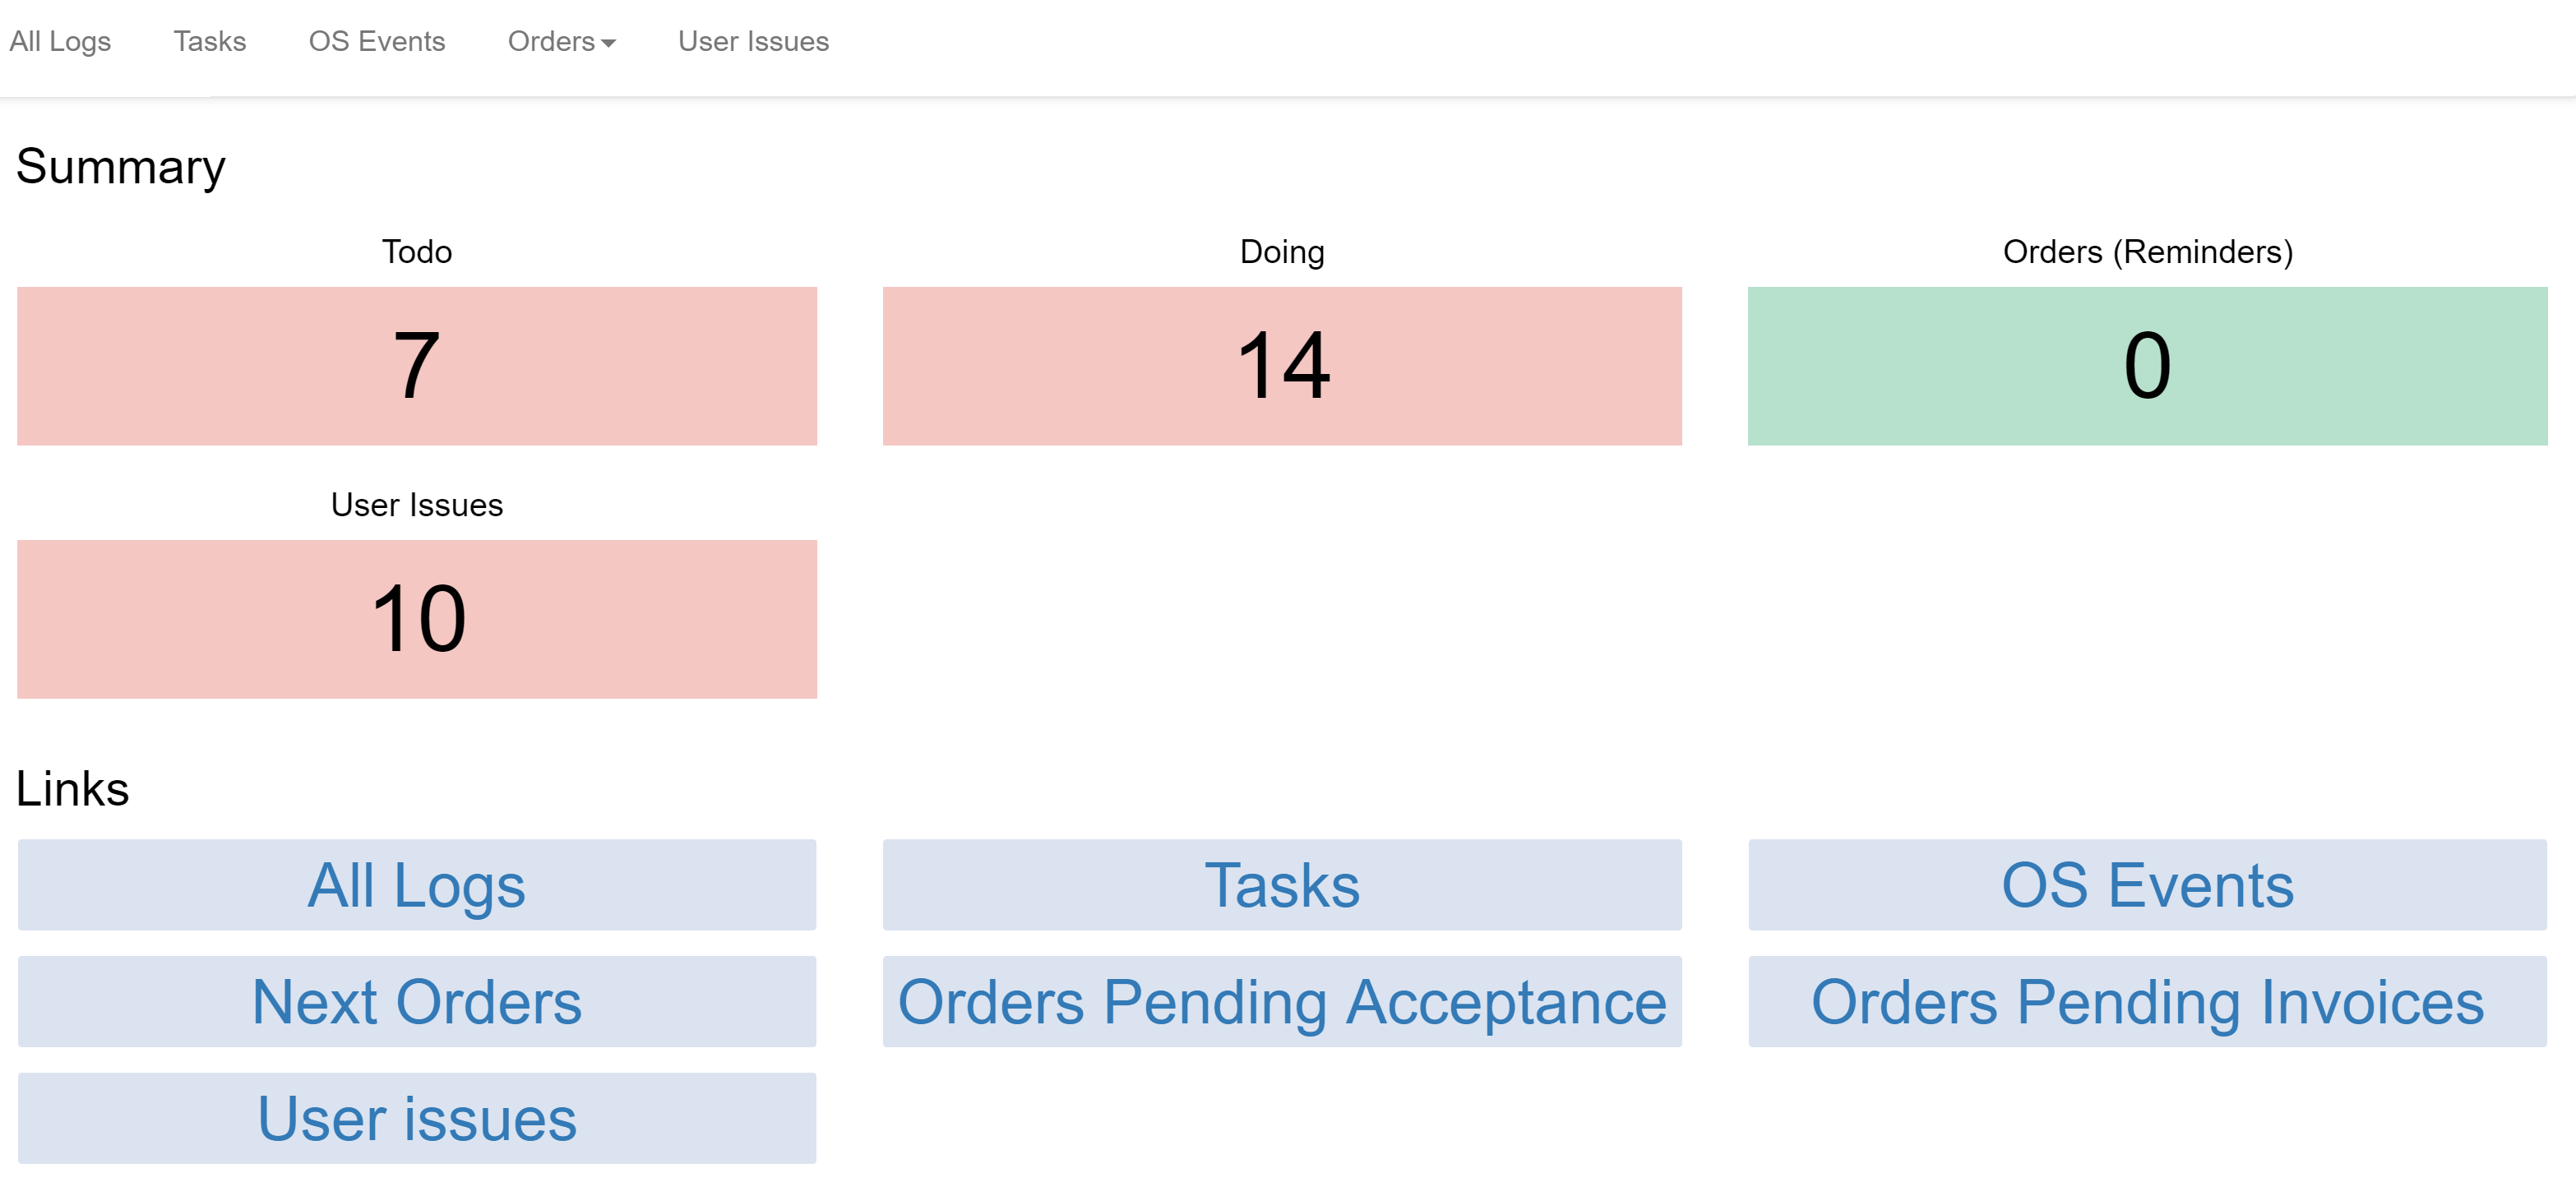 All Logs Tasks OS Events Orders User Issues
Summary
Todo Doing Orders (Reminders)
7 14 0
User Issues
10
Links
All Logs Tasks OS Events
Next Orders Orders Pending Acceptance Orders Pending Invoices
User issues